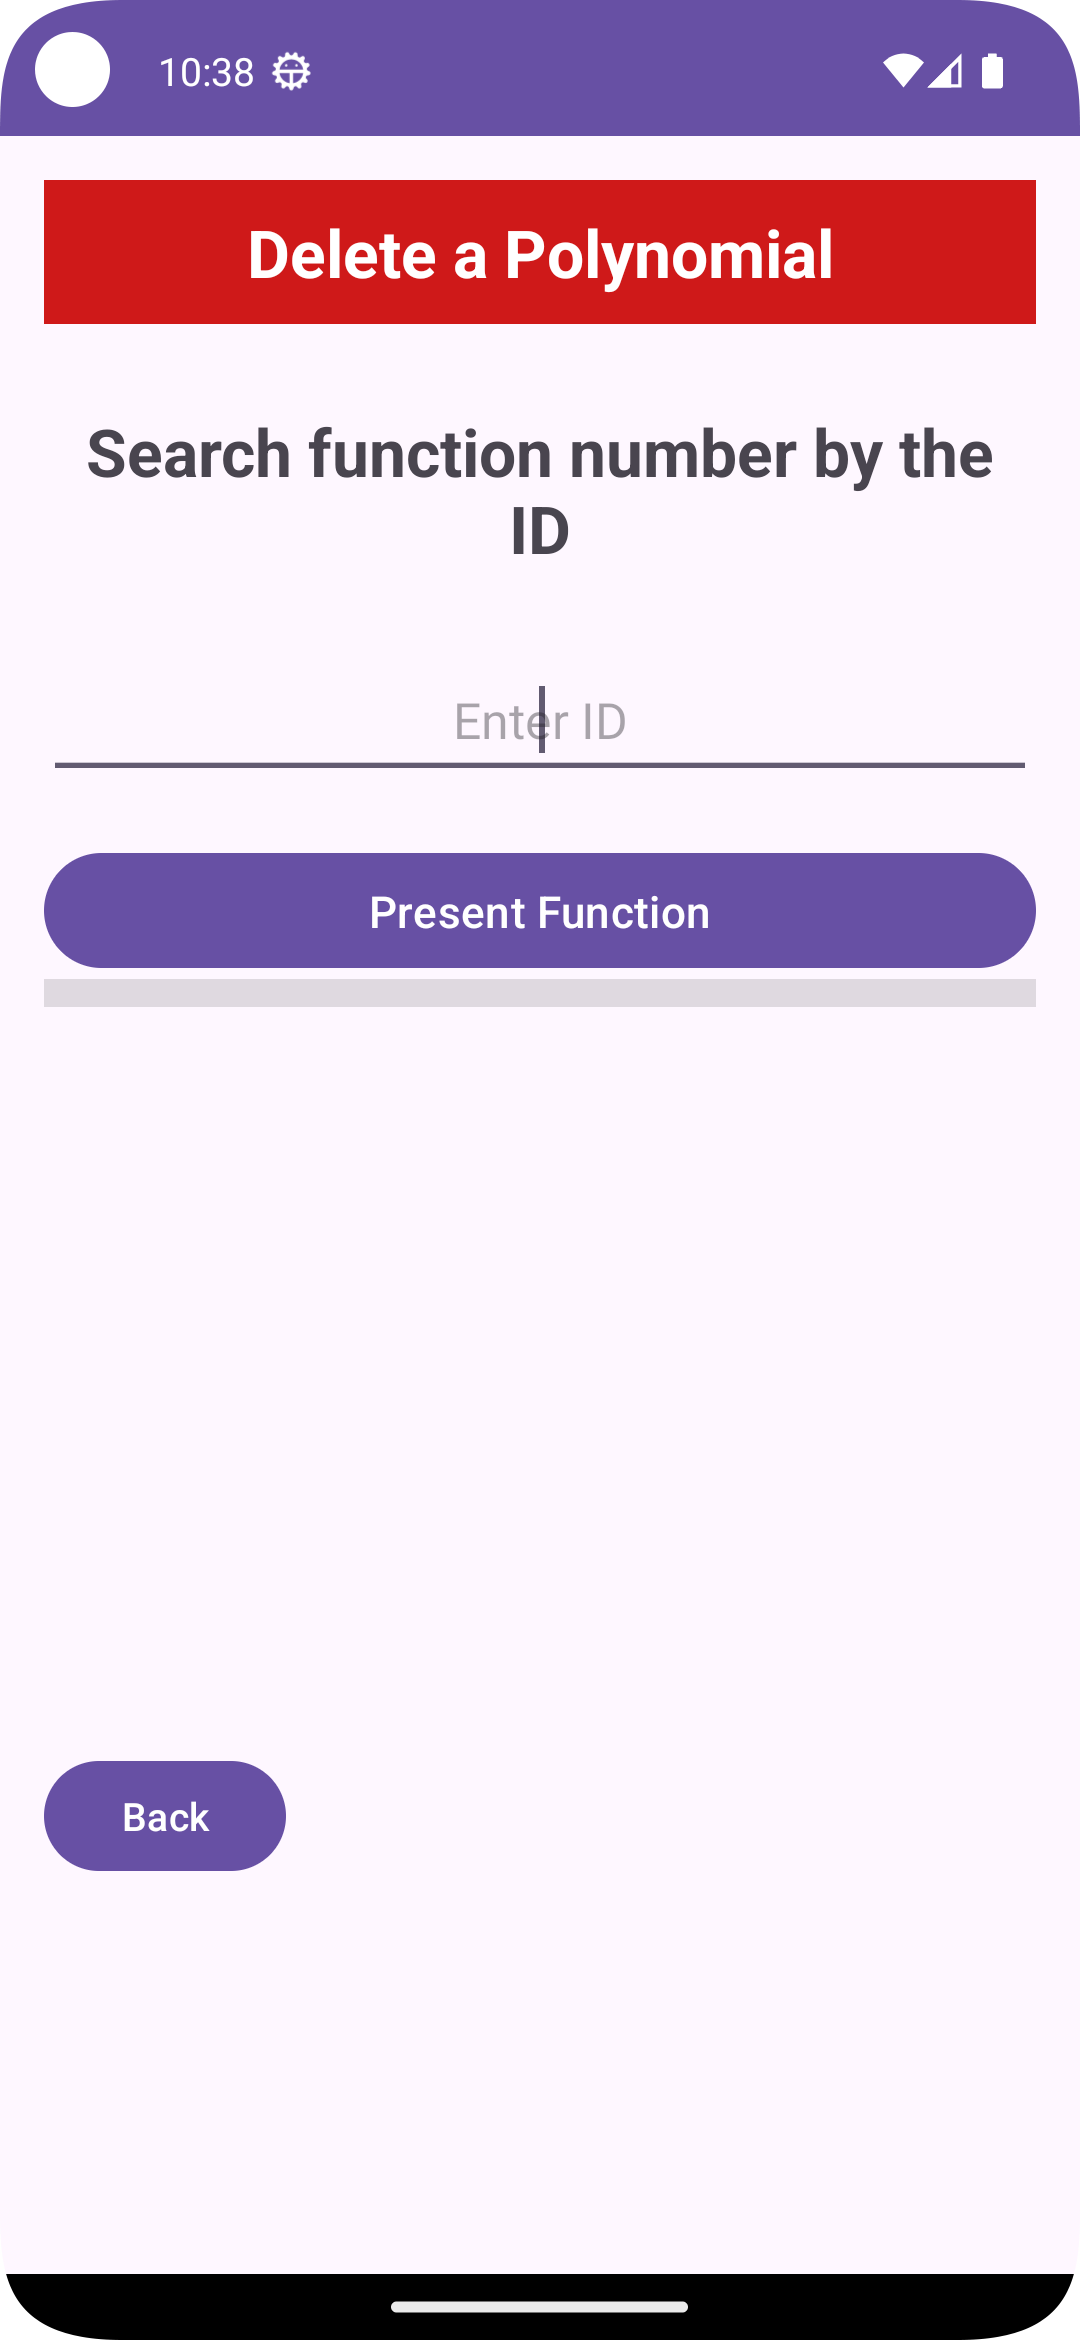 10:38
Delete a Polynomial
Search function number by the
ID
Enter ID
Present Function
Back